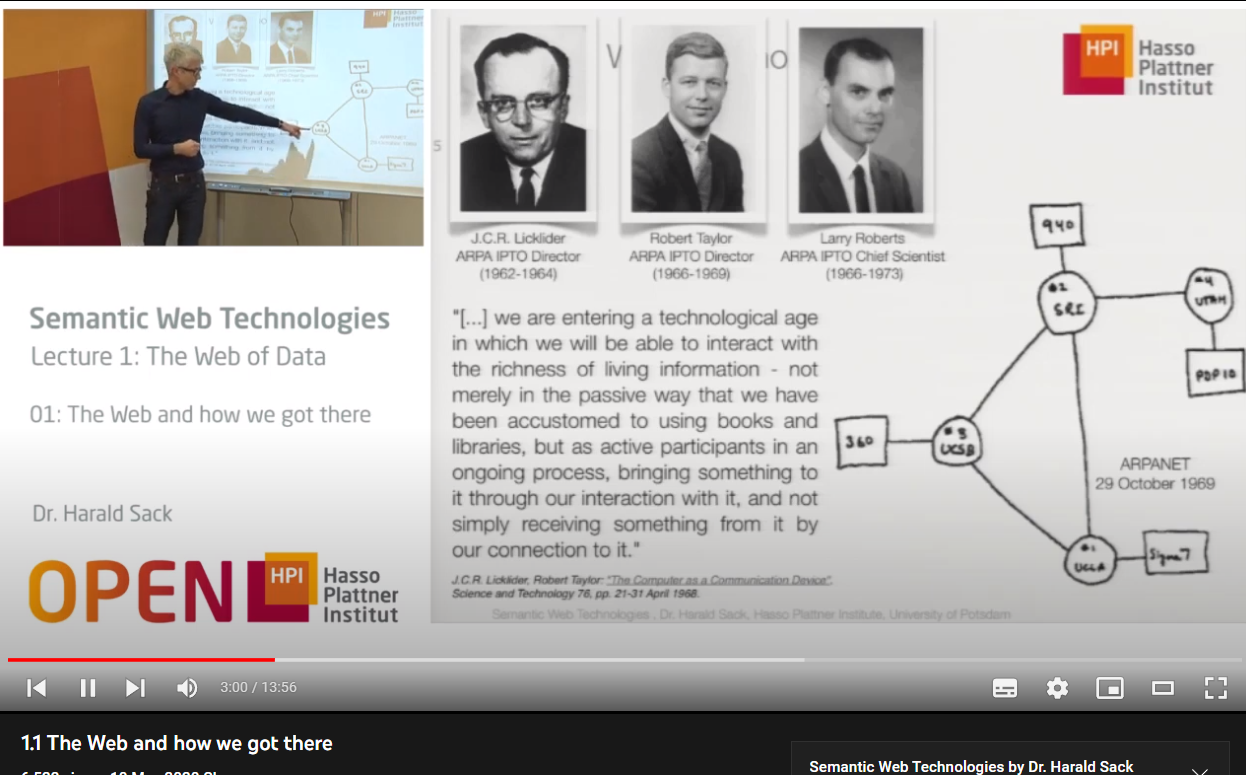 HPI
Hasso
Plattner
Institut
Semantic Web Technologies
Lecture 1: The Web of Data
01: The Web and how we got there
Dr. Harald Sack
OPEN
HPI
Hasso
Plattner
Institut
5
HPI
Hasso
Plattner
Institut
J.C.R. Licklider
ARPA IPTO Director
(1962-1964)
Robert Taylor
ARPA IPTO Director
(1966-1969)
Larry Roberts
ARPA IPTO Chief Scientist
(1966-1973)
"[...] we are entering a technological age
in which we will be able to interact with
the richness of living information - not
merely in the passive way that we have
been accustomed to using books and
libraries, but as active participants in an
ongoing process, bringing something to
it through our interaction with it, and not
simply receiving something from it by
our connection to it."
J.C.R. Licklider, Robert Taylor: "The Computer as a Communication Device",
Science and Technology 76, pp. 21-31 April 1968.
Semantic Web Technologies , Dr. Harald Sack, Hasso Plattner Institute, University of Potsdam
940
#2
SRI
#4
UTAH
PDP 10
360
#3
UCSB
ARPANET
29 October 1969
#1
UCLA
Sigma 7
3:00 / 13:56
1.1 The Web and how we got there
Semantic Web Technologies by Dr. Harald Sack